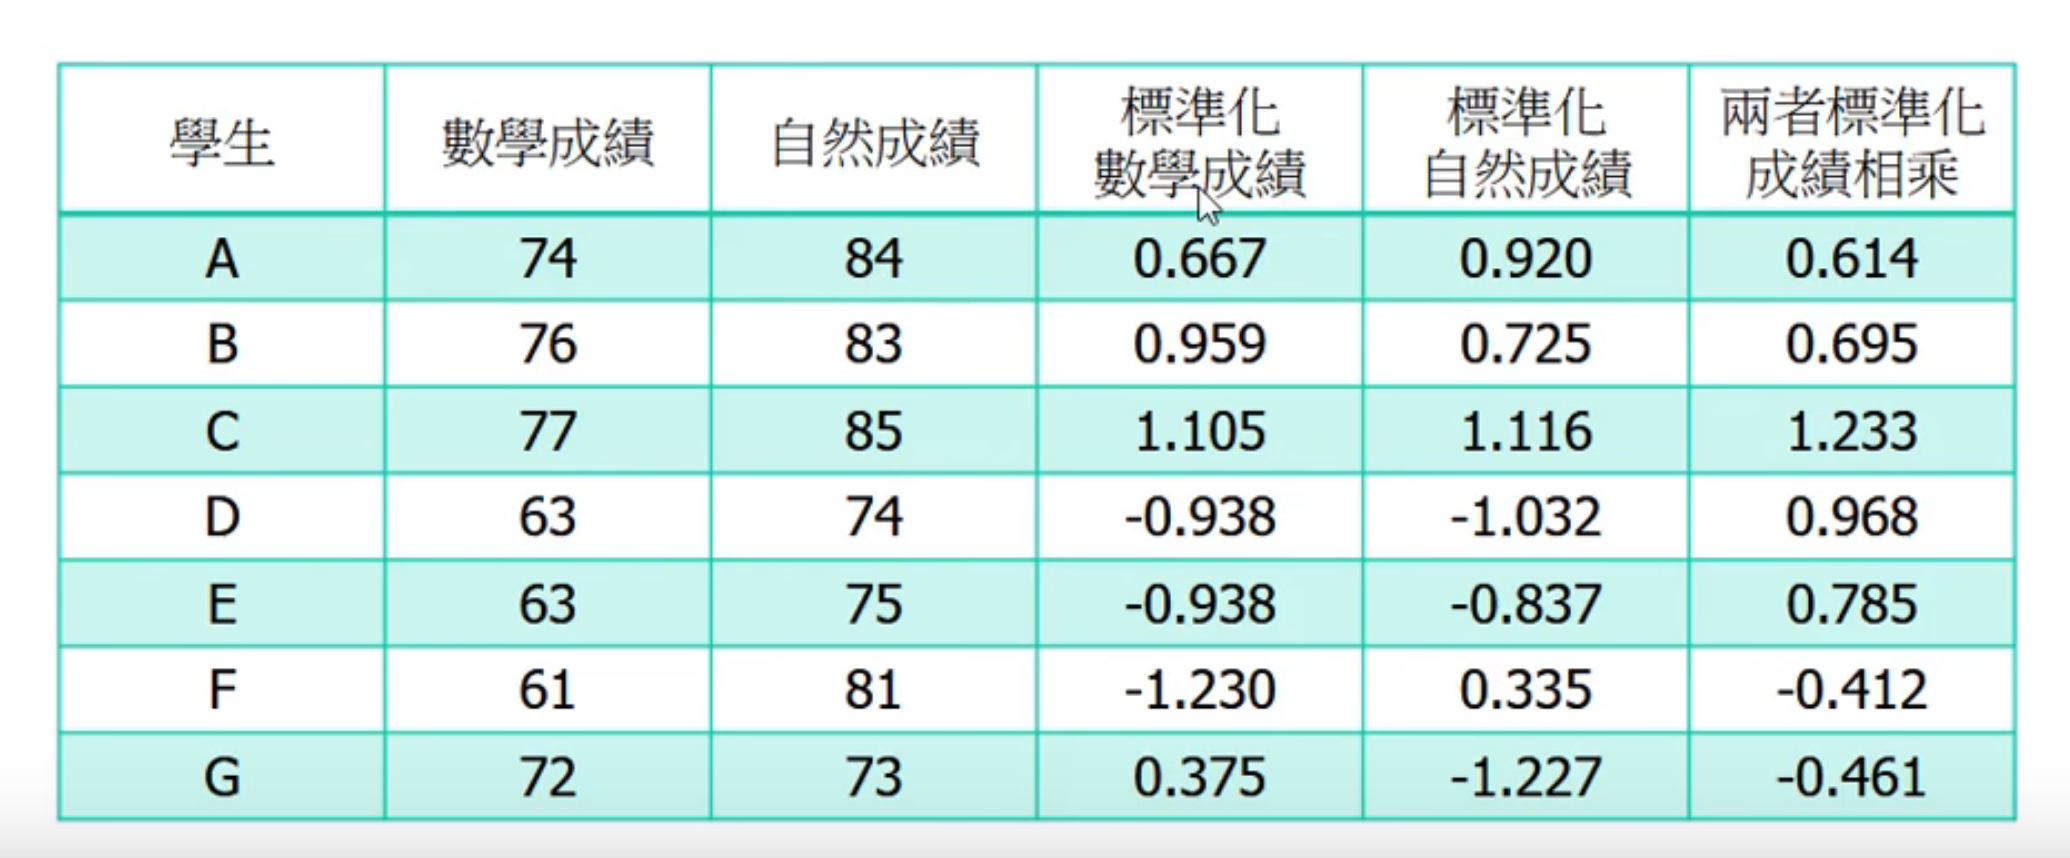 學生 數學成績 自然成績 標準化 數學成績 標準化 自然成績 兩者標準化 成績相乘
A 74 84 0.667 0.920 0.614
B 76 83 0.959 0.725 0.695
C 77 85 1.105 1.116 1.233
D 63 74 -0.938 -1.032 0.968
E 63 75 -0.938 -0.837 0.785
F 61 81 -1.230 0.335 -0.412
G 72 73 0.375 -1.227 -0.461